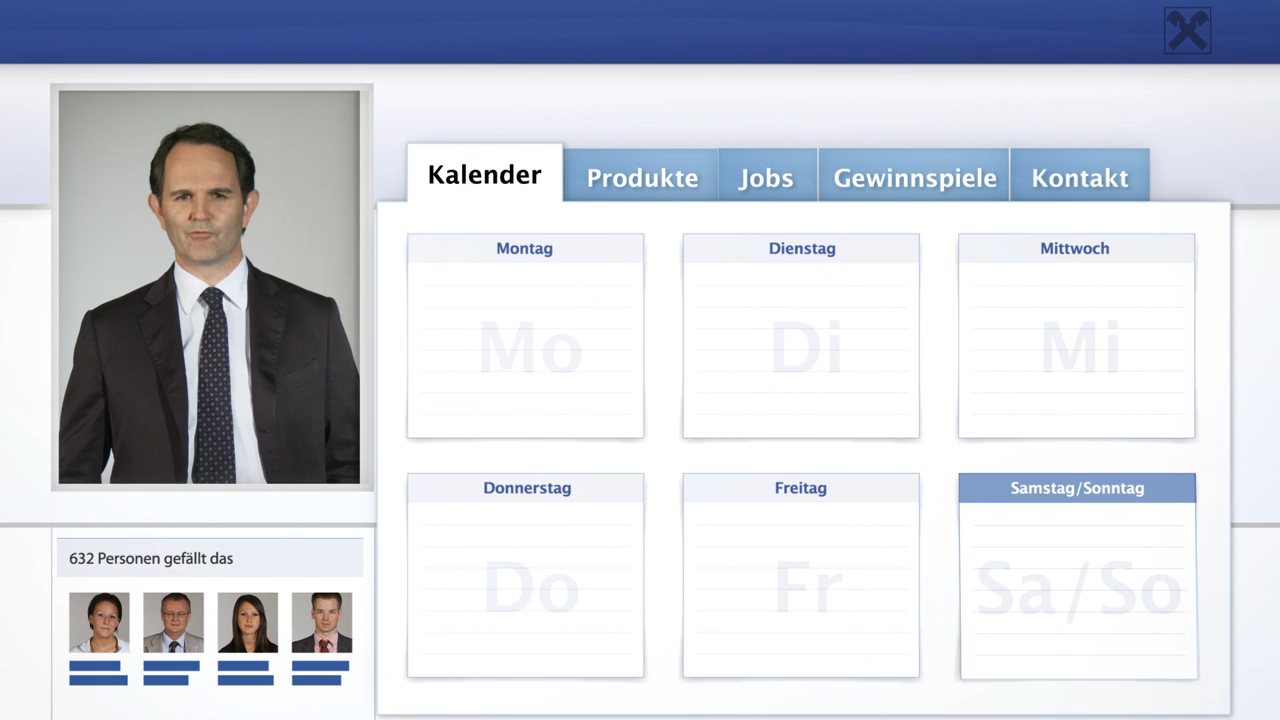 Kalender
Produkte
Jobs
Gewinnspiele
Kontakt
Montag
Dienstag
Mittwoch
Mo
Di
Mi
Donnerstag
Freitag
Samstag/Sonntag
Do
Fr
Sa/So
632 Personen gefällt das